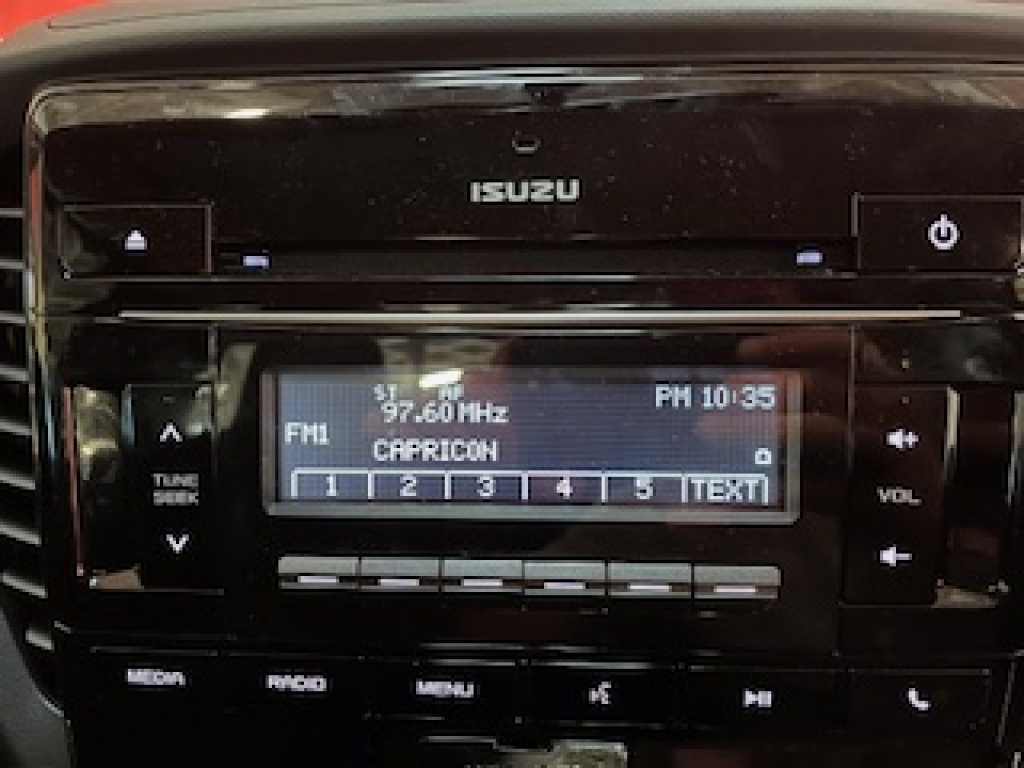 ISUZU
ST AF
97.60 MHz
PM 10:35
FM1
CAPRICON
1 2 3 4 5 TEXT
TUNE
SEEK
VOL
MEDIA RADIO MENU